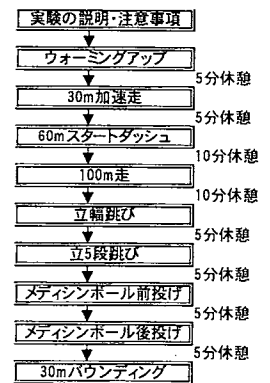 実験の説明・注意事項
ウォーミングアップ
5分休憩
30m加速走
5分休憩
60mスタートダッシュ
10分休憩
100m走
10分休憩
立幅跳び
5分休憩
立5段跳び
5分休憩
メディシンボール前投げ
5分休憩
メディシンボール後投げ
5分休憩
30mバウンディング